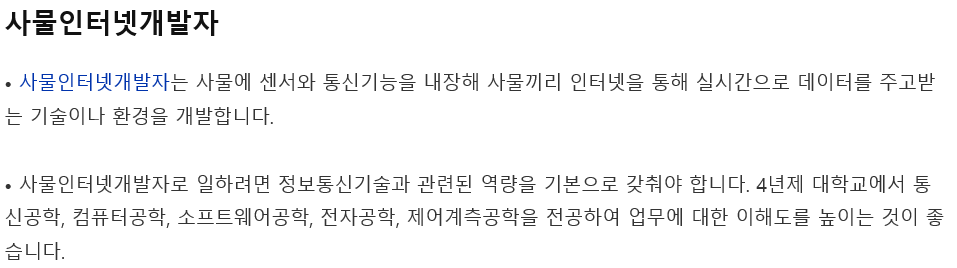 사물인터넷개발자
• 사물인터넷개발자는 사물에 센서와 통신기능을 내장해 사물끼리 인터넷을 통해 실시간으로 데이터를 주고받
는 기술이나 환경을 개발합니다.
• 사물인터넷개발자로 일하려면 정보통신기술과 관련된 역량을 기본으로 갖춰야 합니다. 4년제 대학교에서 통
신공학, 컴퓨터공학, 소프트웨어공학, 전자공학, 제어계측공학을 전공하여 업무에 대한 이해도를 높이는 것이 좋
습니다.